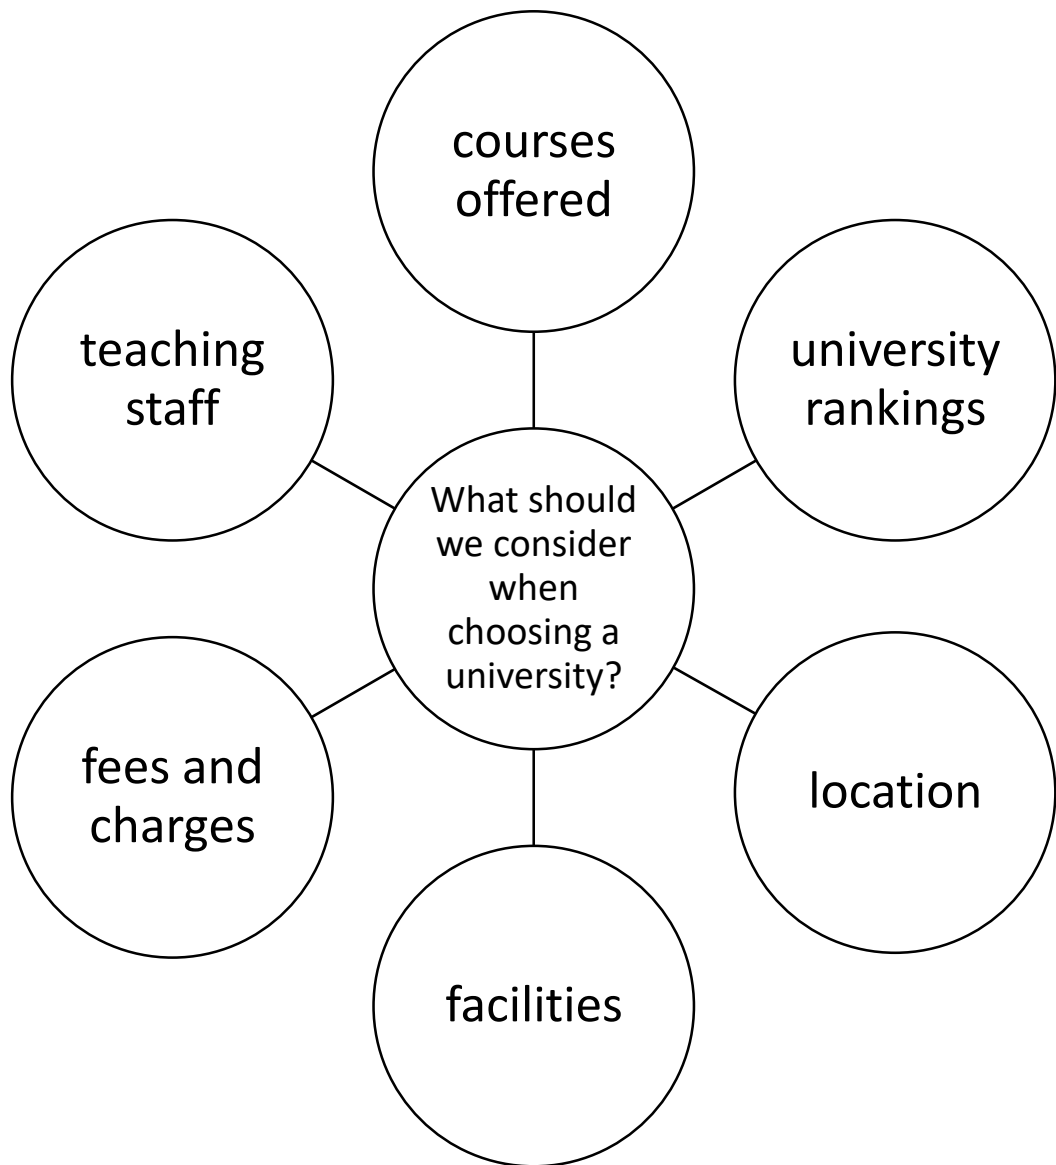 courses
offered
teaching
staff
university
rankings
What should
we consider
when
choosing a
university?
fees and
charges
location
facilities